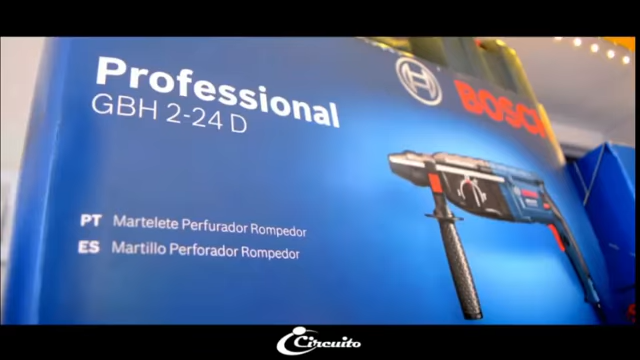 Professional
GBH 2-24 D
BOSCH
PT Martelete Perfurador Rompedor
ES Martillo Perforador Rompedor
Circuito